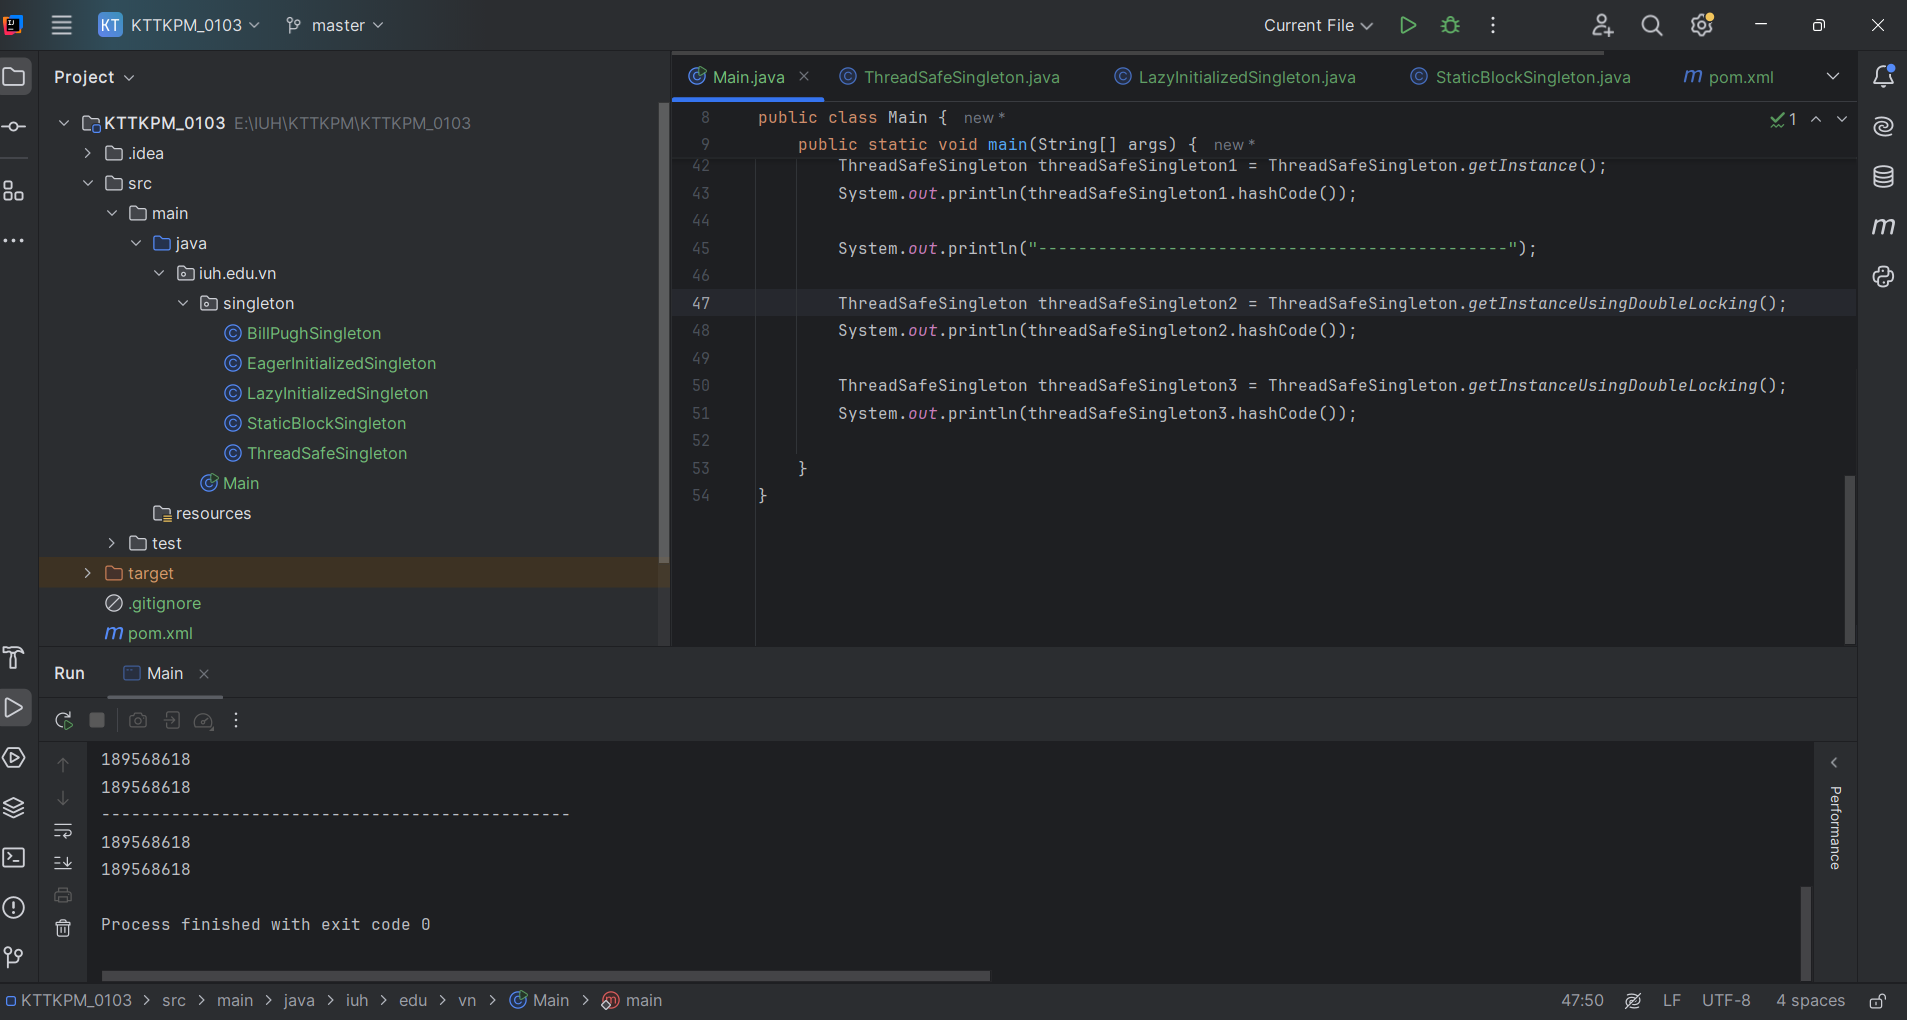 KT KTTKPM_0103 master Current File
Project
Main.java ThreadSafeSingleton.java LazyInitializedSingleton.java StaticBlockSingleton.java m pom.xml
KTTKPM_0103 E:\IUH\KTTKPM\KTTKPM_0103
.idea
src
main
java
iuh.edu.vn
singleton
BillPughSingleton
EagerInitializedSingleton
LazyInitializedSingleton
StaticBlockSingleton
ThreadSafeSingleton
Main
resources
test
target
.gitignore
m pom.xml
8 public class Main { new *
9 public static void main(String[] args) { new *
42 ThreadSafeSingleton threadSafeSingleton1 = ThreadSafeSingleton.getInstance();
43 System.out.println(threadSafeSingleton1.hashCode());
44
45 System.out.println("-----------------------------------------------");
46
47 ThreadSafeSingleton threadSafeSingleton2 = ThreadSafeSingleton.getInstanceUsingDoubleLocking();
48 System.out.println(threadSafeSingleton2.hashCode());
49
50 ThreadSafeSingleton threadSafeSingleton3 = ThreadSafeSingleton.getInstanceUsingDoubleLocking();
51 System.out.println(threadSafeSingleton3.hashCode());
52
53 }
54 }
1
m
Run Main
189568618
189568618
-----------------------------------------------
189568618
189568618
Process finished with exit code 0
Performance
KTTKPM_0103 > src > main > java > iuh > edu > vn > Main > main 47:50 LF UTF-8 4 spaces